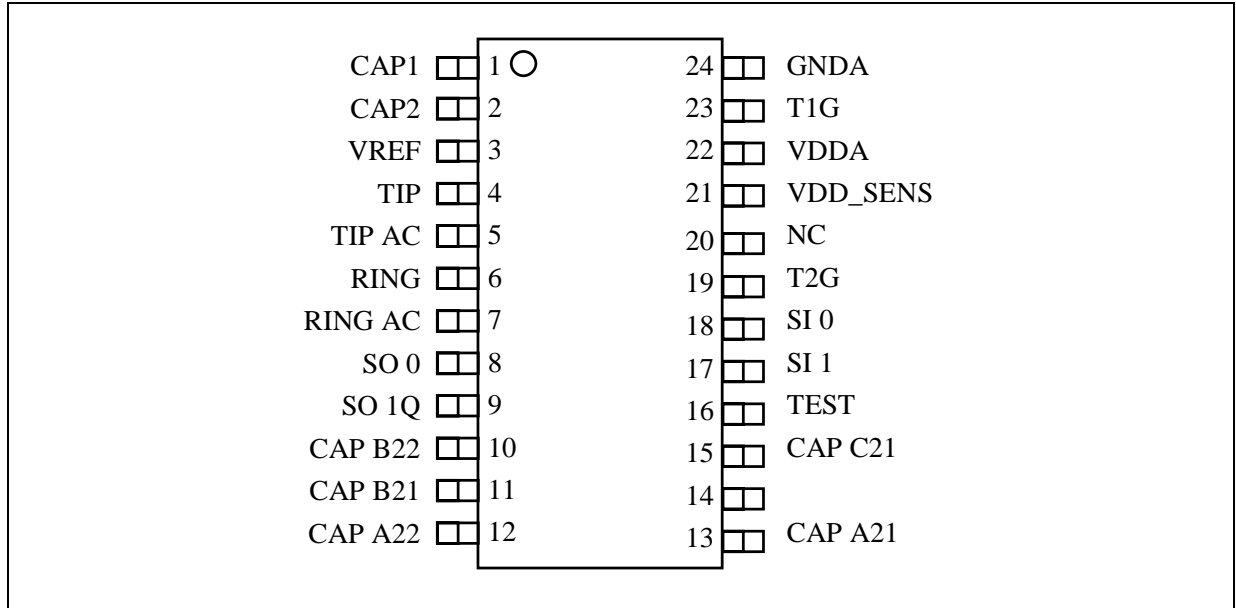 CAP1 1 24 GNDA
CAP2 2 23 T1G
VREF 3 22 VDDA
TIP 4 21 VDD_SENS
TIP AC 5 20 NC
RING 6 19 T2G
RING AC 7 18 SI 0
SO 0 8 17 SI 1
SO 1Q 9 16 TEST
CAP B22 10 15 CAP C21
CAP B21 11 14
CAP A22 12 13 CAP A21